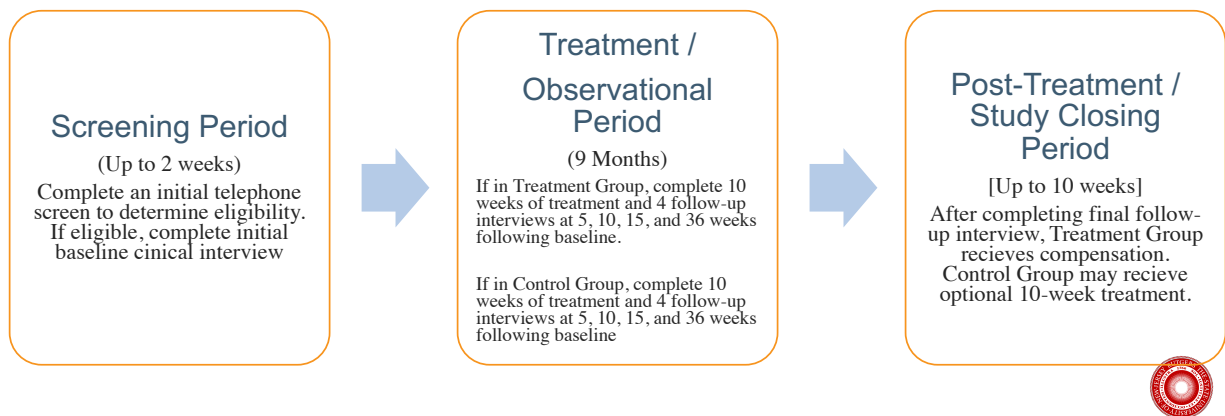 Screening Period
(Up to 2 weeks)
Complete an initial telephone
screen to determine eligibility.
If eligible, complete initial
baseline cinical interview
Treatment /
Observational
Period
(9 Months)
If in Treatment Group, complete 10
weeks of treatment and 4 follow-up
interviews at 5, 10, 15, and 36 weeks
following baseline.
If in Control Group, complete 10
weeks of treatment and 4 follow-up
interviews at 5, 10, 15, and 36 weeks
following baseline
Post-Treatment /
Study Closing
Period
[Up to 10 weeks]
After completing final follow-
up interview, Treatment Group
recieves compensation.
Control Group may recieve
optional 10-week treatment.